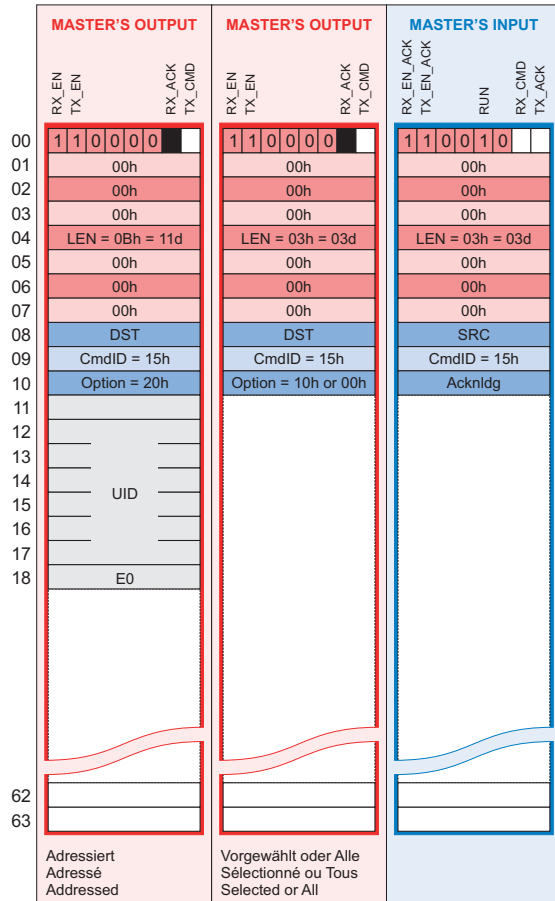 MASTER'S OUTPUT MASTER'S OUTPUT MASTER'S INPUT
RX_EN TX_EN RX_ACK TX_CMD RX_EN TX_EN RX_ACK TX_CMD RX_EN_ACK TX_EN_ACK RUN RX_CMD TX_ACK
00 1 1 0 0 0 0 1 1 0 0 0 0 1 1 0 0 1 0
01 00h 00h 00h
02 00h 00h 00h
03 00h 00h 00h
04 LEN = 0Bh = 11d LEN = 03h = 03d LEN = 03h = 03d
05 00h 00h 00h
06 00h 00h 00h
07 00h 00h 00h
08 DST DST SRC
09 CmdID = 15h CmdID = 15h CmdID = 15h
10 Option = 20h Option = 10h or 00h Acknldg
11
12
13
14
UID
15
16
17
18 E0
62
63
Adressiert Vorgewählt oder Alle
Adressé Sélectionné ou Tous
Addressed Selected or All